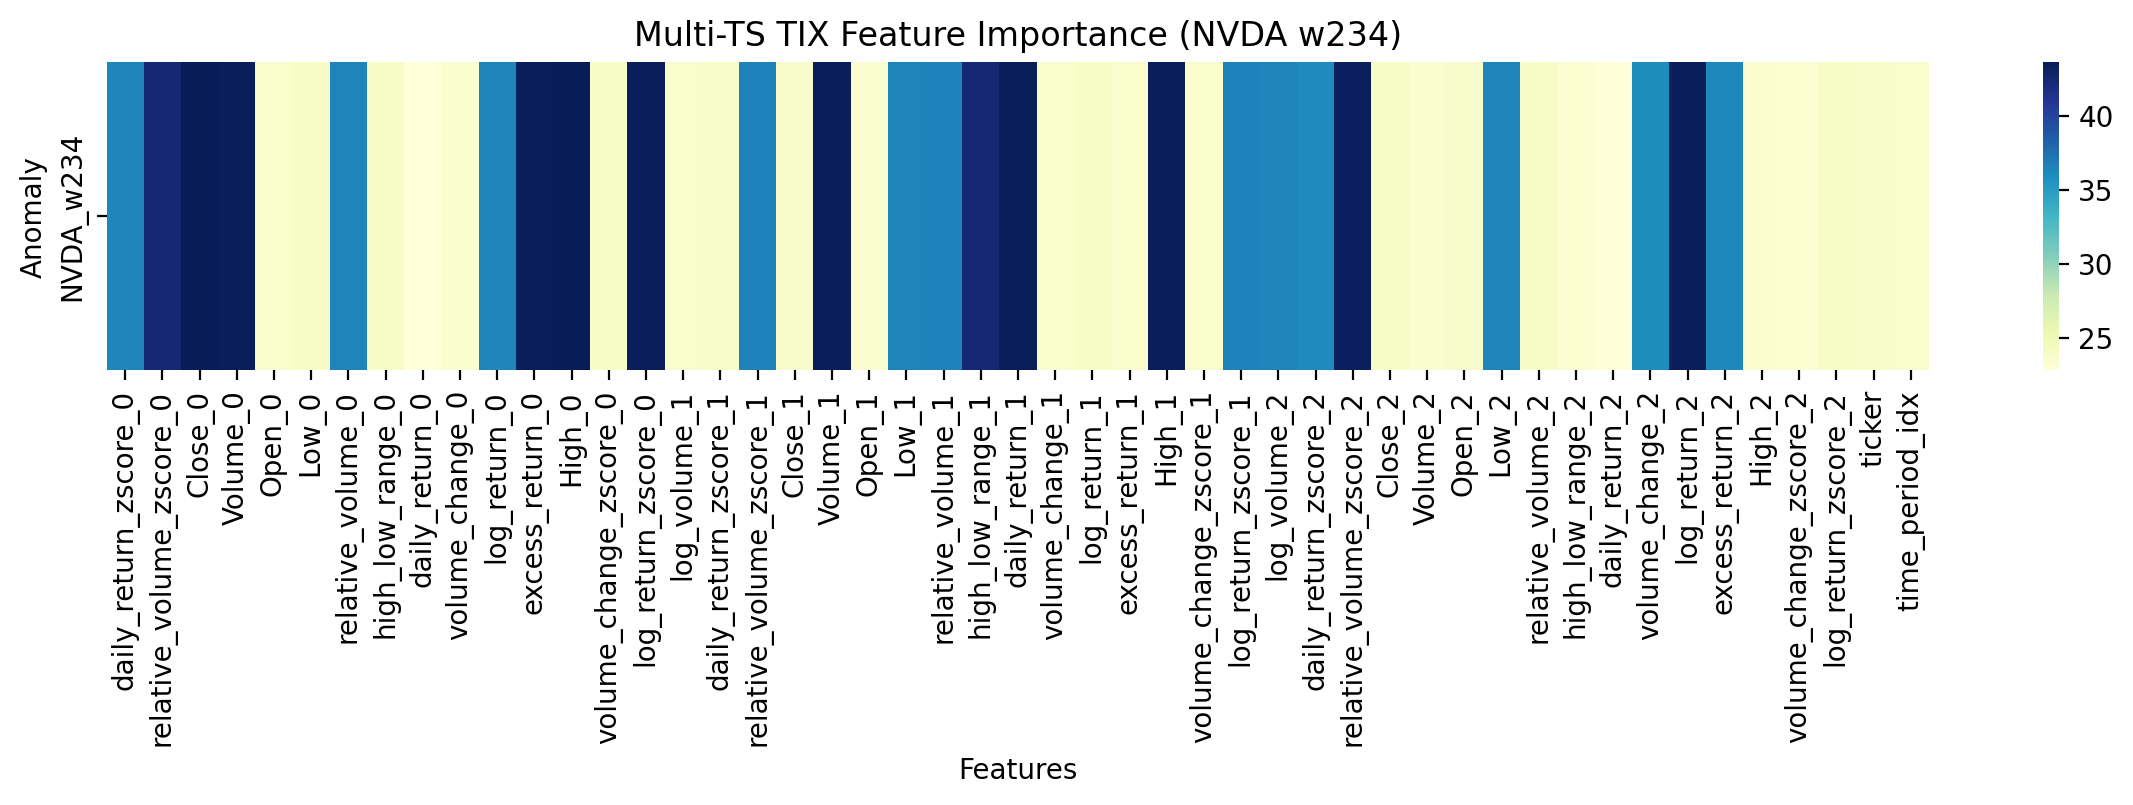 Multi-TS TIX Feature Importance (NVDA w234)
Anomaly
NVDA_w234
40
35
30
25
daily_return_zscore_0
relative_volume_zscore_0
Close_0
Volume_0
Open_0
Low_0
relative_volume_0
high_low_range_0
daily_return_0
volume_change_0
log_return_0
excess_return_0
High_0
volume_change_zscore_0
log_return_zscore_0
log_volume_1
daily_return_zscore_1
relative_volume_zscore_1
Close_1
Volume_1
Open_1
Low_1
relative_volume_1
high_low_range_1
daily_return_1
volume_change_1
log_return_1
excess_return_1
High_1
volume_change_zscore_1
log_return_zscore_1
log_volume_2
daily_return_zscore_2
relative_volume_zscore_2
Close_2
Volume_2
Open_2
Low_2
relative_volume_2
high_low_range_2
daily_return_2
volume_change_2
log_return_2
excess_return_2
High_2
volume_change_zscore_2
log_return_zscore_2
ticker
time_period_idx
Features